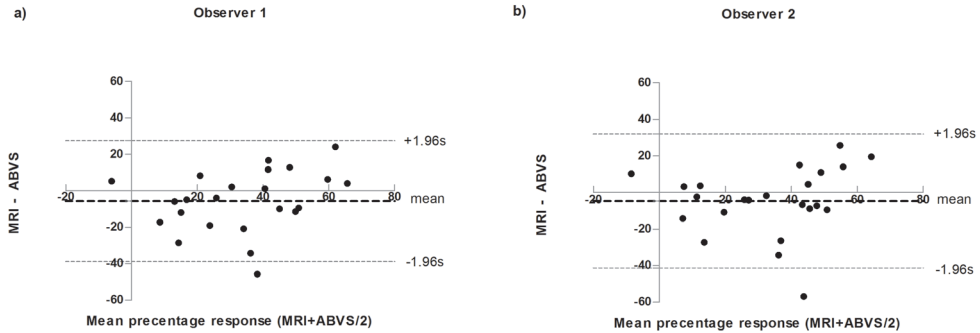 a)
Observer 1
60
40
+1.96s
20
-20
20
40
60
80
mean
-20
-40
-1.96s
-60
MRI - ABVS
Mean precentage response (MRI+ABVS/2)
b)
Observer 2
60
40
+1.96s
20
-20
20
40
60
80
mean
-20
-40
-1.96s
-60
MRI - ABVS
Mean precentage response (MRI+ABVS/2)